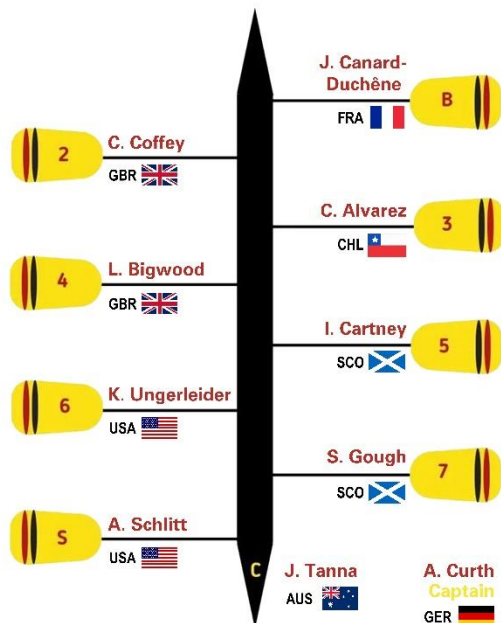 J. Canard-
Duchêne
B
FRA
C. Coffey
2
GBR
C. Alvarez
3
CHL
L. Bigwood
4
GBR
I. Cartney
5
SCO
K. Ungerleider
6
USA
S. Gough
7
SCO
A. Schlitt
S
USA
C
J. Tanna
AUS
A. Curth
Captain
GER